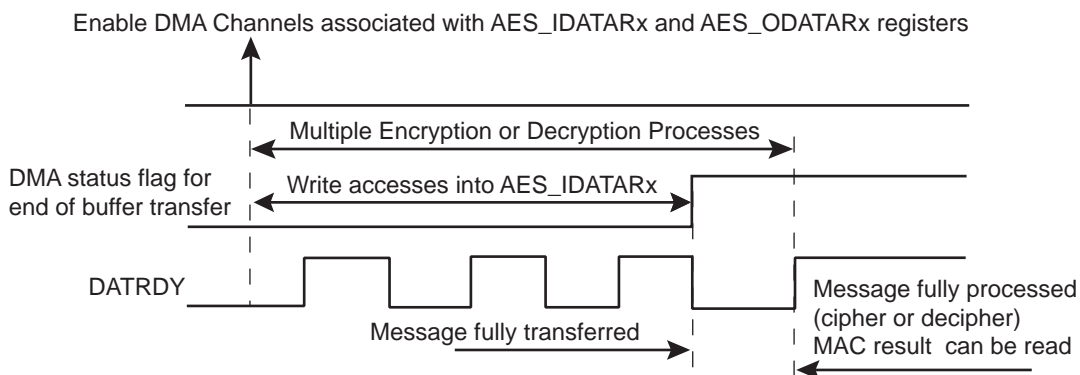 Enable DMA Channels associated with AES_IDATARx and AES_ODATARx registers
Multiple Encryption or Decryption Processes
DMA status flag for
end of buffer transfer
Write accesses into AES_IDATARx
DATRDY
Message fully transferred
Message fully processed
(cipher or decipher)
MAC result can be read